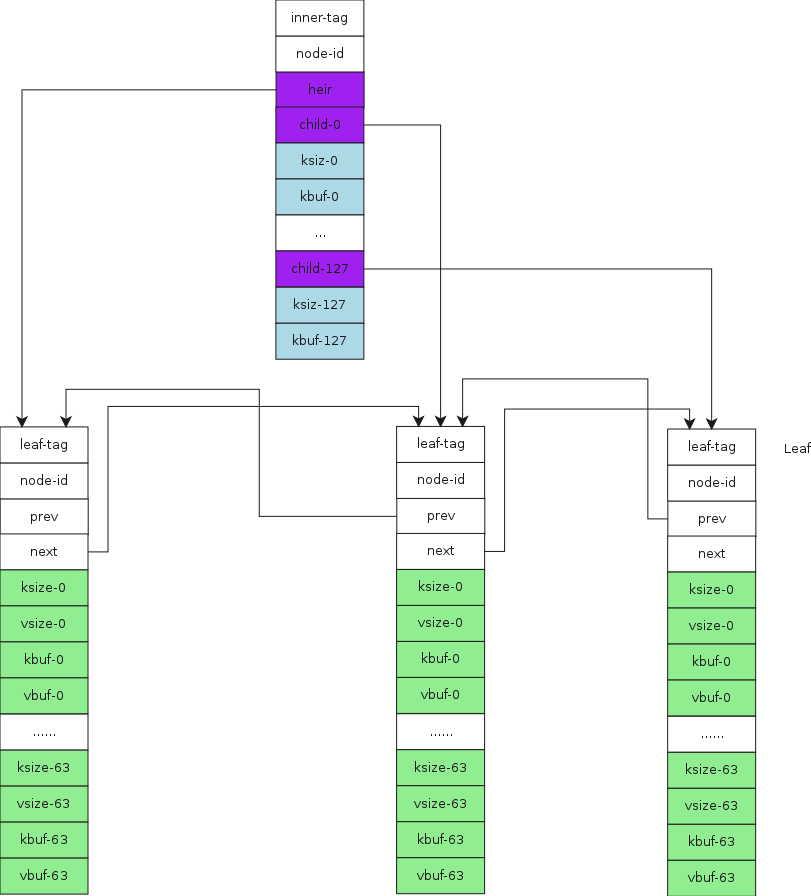 inner-tag
node-id
heir
child-0
ksiz-0
kbuf-0
...
child-127
ksiz-127
kbuf-127
leaf-tag
node-id
prev
next
ksize-0
vsize-0
kbuf-0
vbuf-0
......
ksize-63
vsize-63
kbuf-63
vbuf-63
leaf-tag
node-id
prev
next
ksize-0
vsize-0
kbuf-0
vbuf-0
......
ksize-63
vsize-63
kbuf-63
vbuf-63
leaf-tag
node-id
prev
next
ksize-0
vsize-0
kbuf-0
vbuf-0
......
ksize-63
vsize-63
kbuf-63
vbuf-63
Leaf